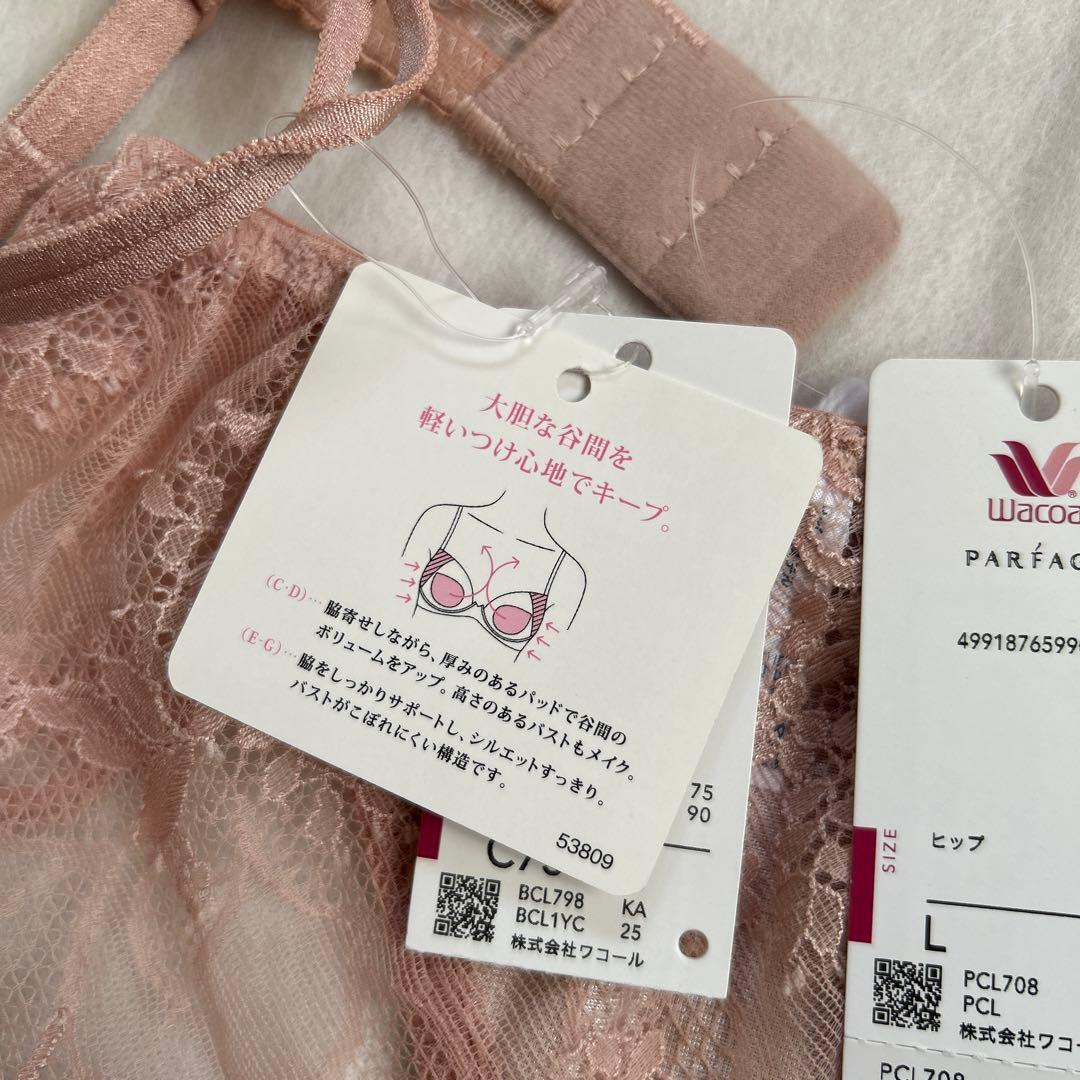 大胆な谷間を
軽いつけ心地でキープ。
(C・D)…脇寄せしながら、厚みのあるパッドで谷間の
ボリュームをアップ。高さのあるバストもメイク。
(E-G)…脇をしっかりサポートし、シルエットすっきり。
バストがこぼれにくい構造です。
53809
75
90
BCL798 KA
BCL1YC 25
株式会社ワコール
Wacoa
PARFA
499187659
SIZE
ヒップ
L
PCL708
PCL
株式会社ワコー
PCL708